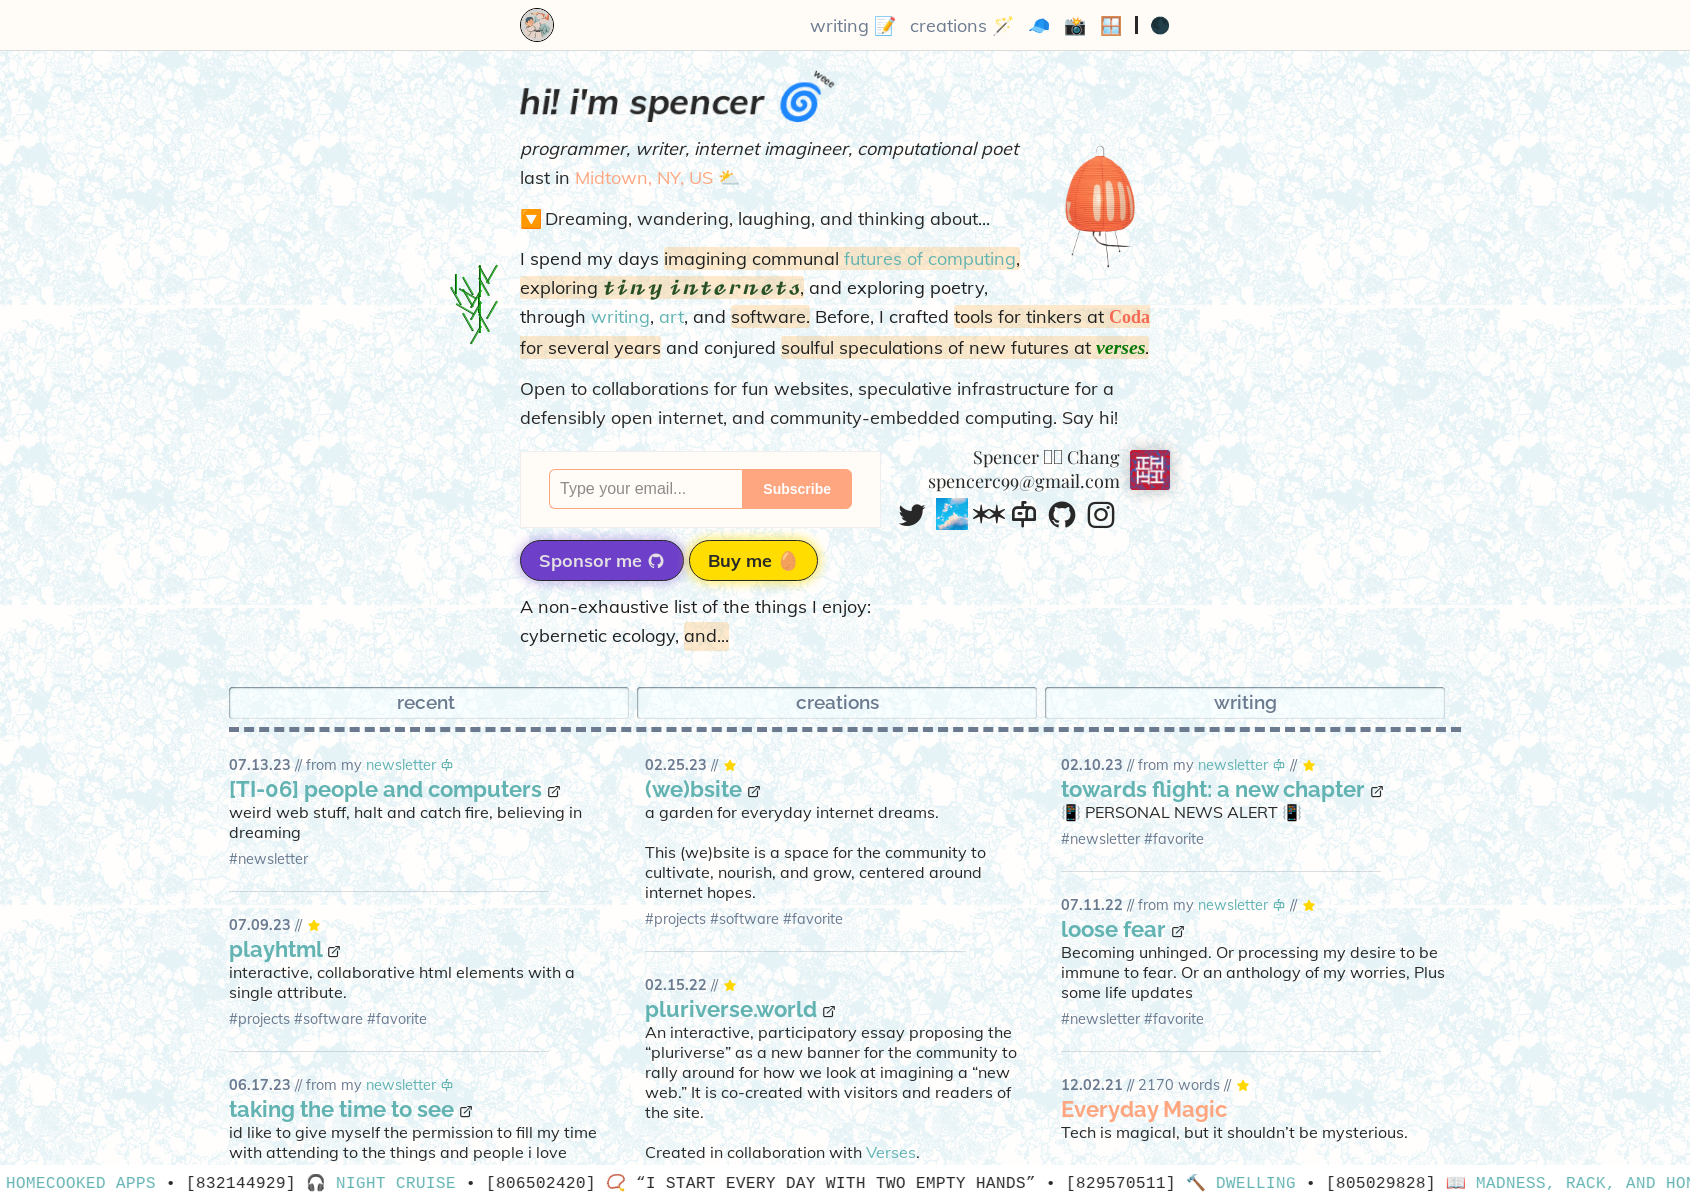 writing 📝 creations 🪄 🧢 📸 🪟 | 🌑
hi! i'm spencer 🌀 weee
programmer, writer, internet imagineer, computational poet
last in Midtown, NY, US ⛅
🔽 Dreaming, wandering, laughing, and thinking about...
I spend my days imagining communal futures of computing,
exploring tiny internets, and exploring poetry,
through writing, art, and software. Before, I crafted tools for tinkers at Coda
for several years and conjured soulful speculations of new futures at verses.
Open to collaborations for fun websites, speculative infrastructure for a
defensibly open internet, and community-embedded computing. Say hi!
Type your email... Subscribe
Spencer Chang
spencerc99@gmail.com
Sponsor me
Buy me 🥚
A non-exhaustive list of the things I enjoy:
cybernetic ecology, and...
recent
creations
writing
07.13.23 // from my newsletter
[TI-06] people and computers
weird web stuff, halt and catch fire, believing in
dreaming
#newsletter
07.09.23 // ⭐
playhtml
interactive, collaborative html elements with a
single attribute.
#projects #software #favorite
06.17.23 // from my newsletter
taking the time to see
id like to give myself the permission to fill my time
with attending to the things and people i love
02.25.23 // ⭐
(we)bsite
a garden for everyday internet dreams.
This (we)bsite is a space for the community to
cultivate, nourish, and grow, centered around
internet hopes.
#projects #software #favorite
02.15.22 // ⭐
pluriverse.world
An interactive, participatory essay proposing the
“pluriverse” as a new banner for the community to
rally around for how we look at imagining a “new
web.” It is co-created with visitors and readers of
the site.
Created in collaboration with Verses.
02.10.23 // from my newsletter // ⭐
towards flight: a new chapter
📳 PERSONAL NEWS ALERT 📳
#newsletter #favorite
07.11.22 // from my newsletter // ⭐
loose fear
Becoming unhinged. Or processing my desire to be
immune to fear. Or an anthology of my worries, Plus
some life updates
#newsletter #favorite
12.02.21 // 2170 words // ⭐
Everyday Magic
Tech is magical, but it shouldn’t be mysterious.
HOMECOOKED APPS • [832144929] 🎧 NIGHT CRUISE • [806502420] 📿 “I START EVERY DAY WITH TWO EMPTY HANDS” • [829570511] 🔨 DWELLING • [805029828] 📖 MADNESS, RACK, AND HON